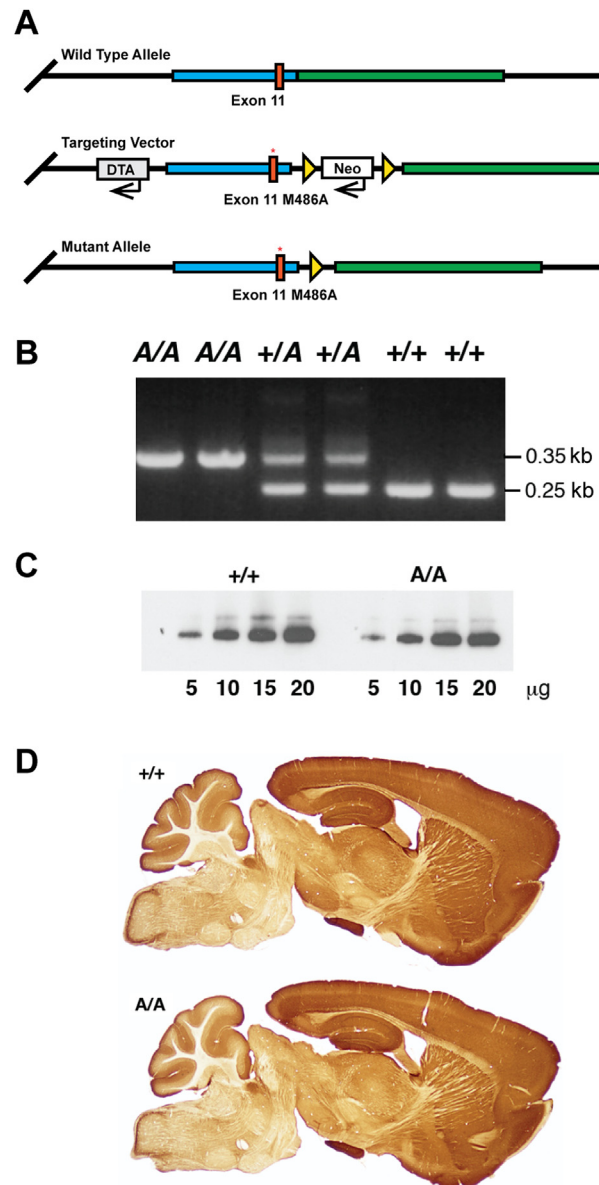 A
Wild Type Allele
Exon 11
Targeting Vector
DTA
*
Neo
Exon 11 M486A
Mutant Allele
*
Exon 11 M486A
B
A/A A/A +/A +/A +/+ +/+
0.35 kb
0.25 kb
C
+/+ A/A
5 10 15 20 5 10 15 20 µg
D
+/+
A/A